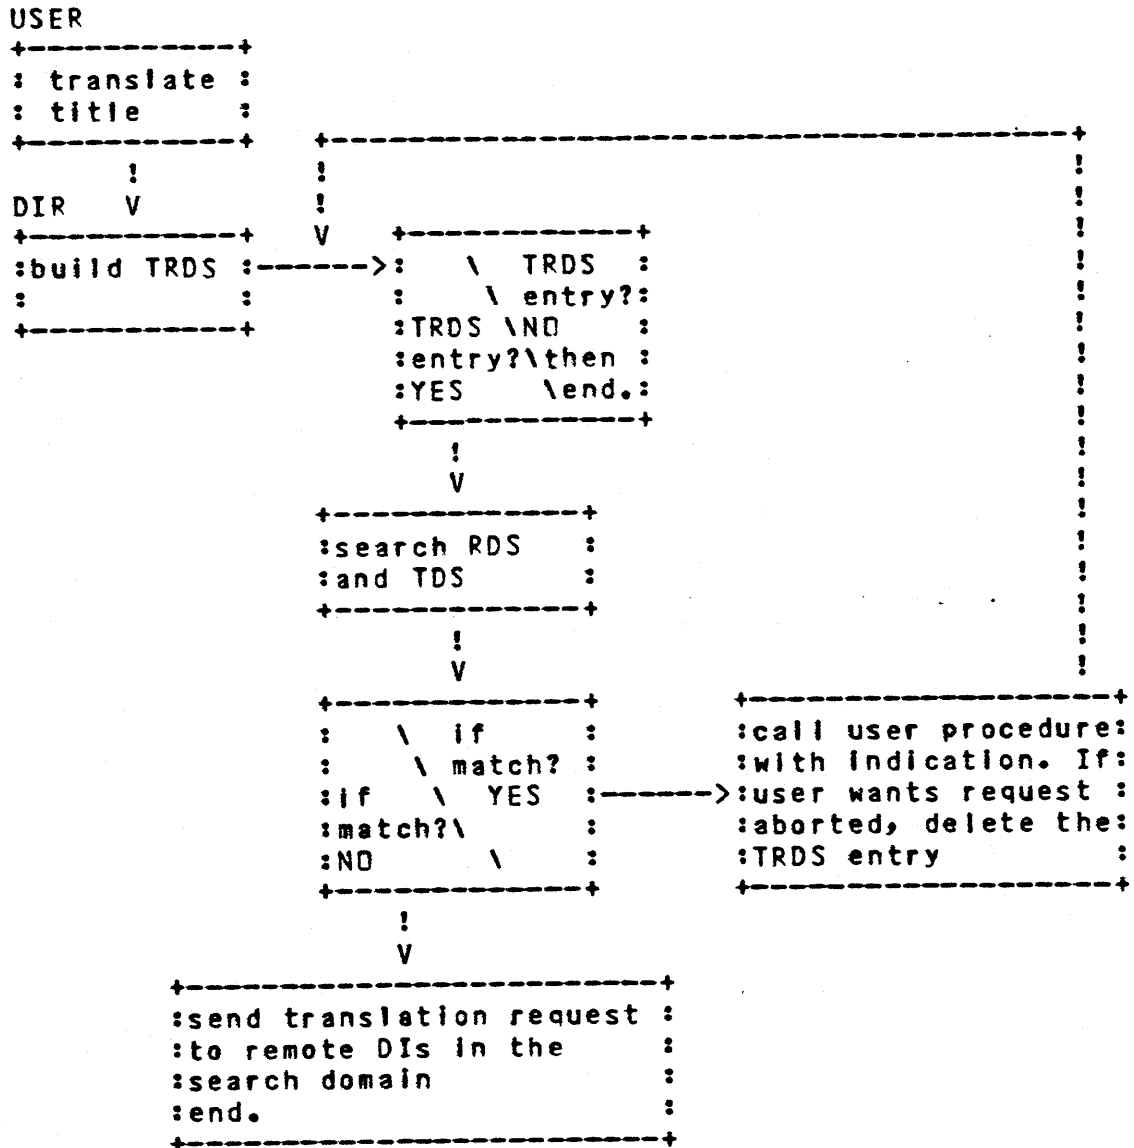 USER
translate
title
DIR
build TRDS
TRDS
entry?
TRDS NO
entry? then
YES end.
search RDS
and TDS
if
match?
if YES
match?
NO
call user procedure
with indication. If
user wants request
aborted, delete the
TRDS entry
send translation request
to remote DIs in the
search domain
end.